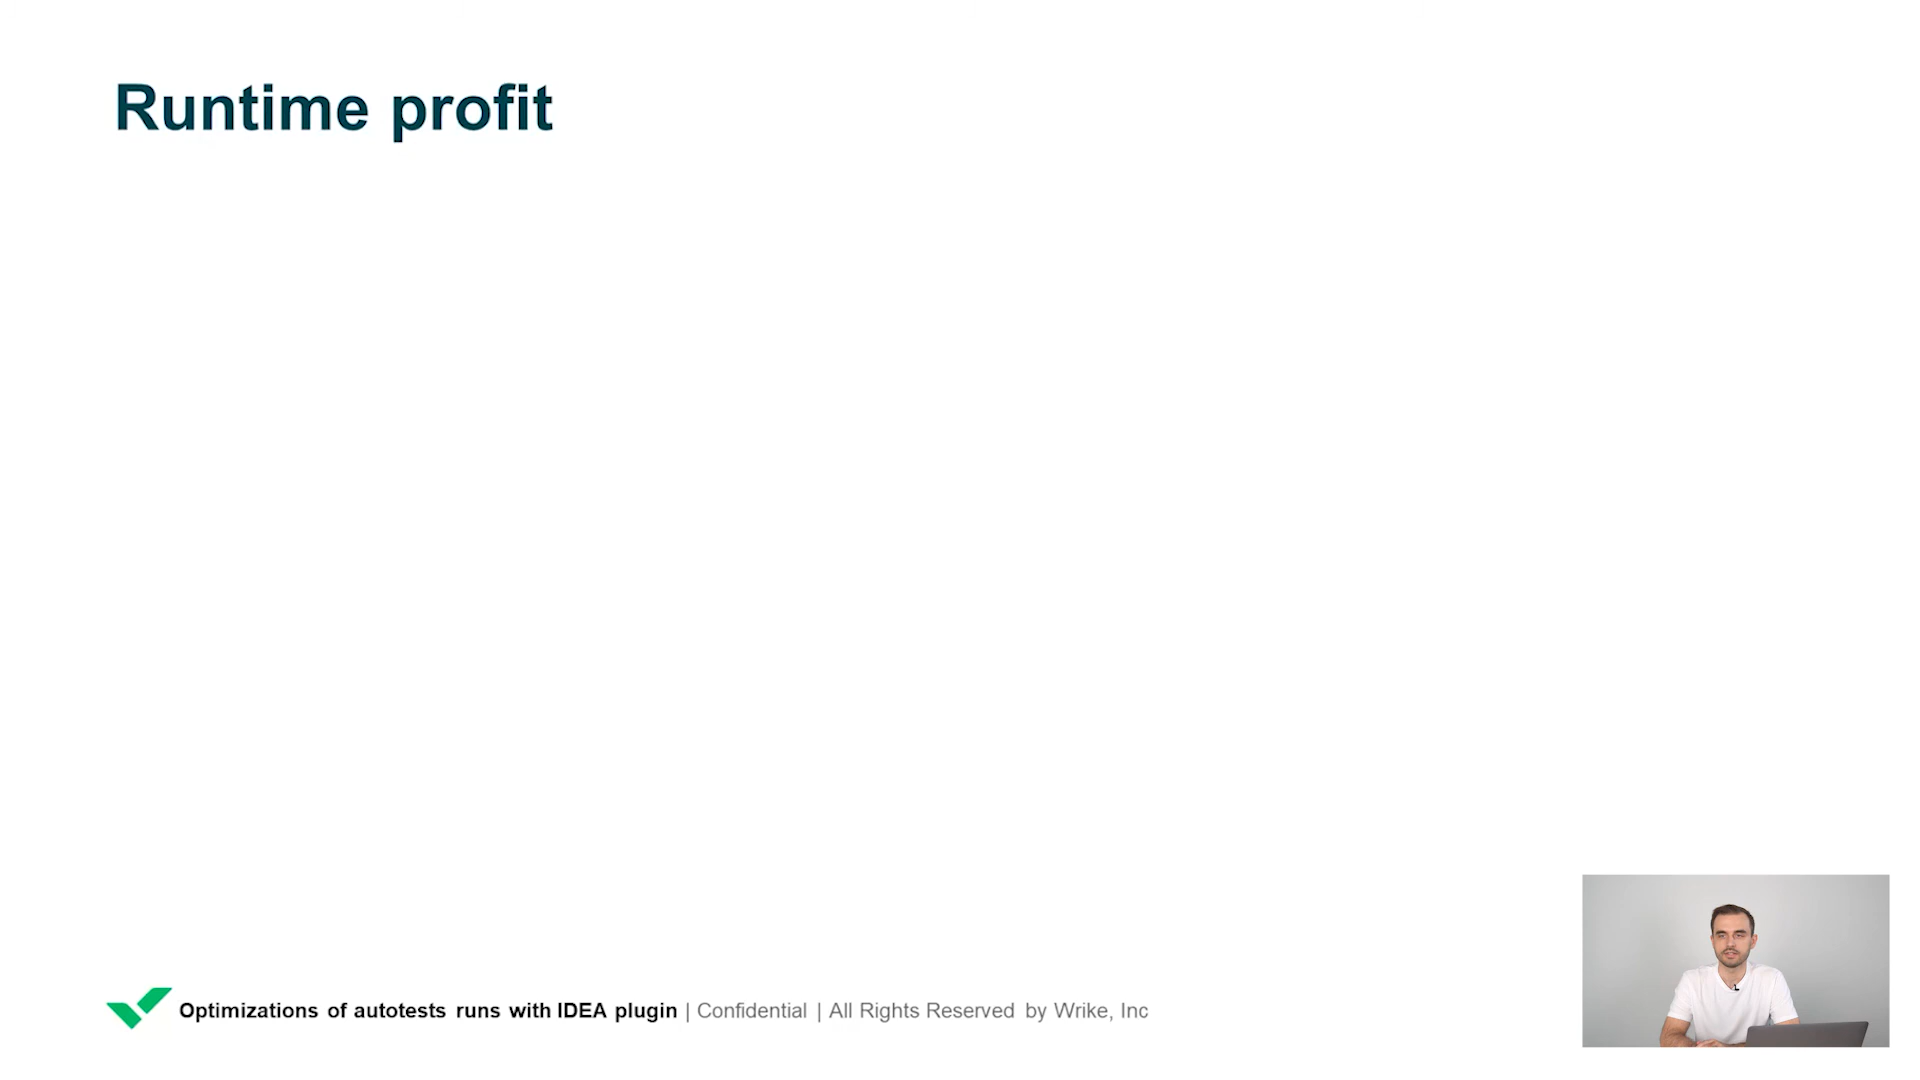 Runtime profit
Optimizations of autotests runs with IDEA plugin | Confidential | All Rights Reserved by Wrike, Inc